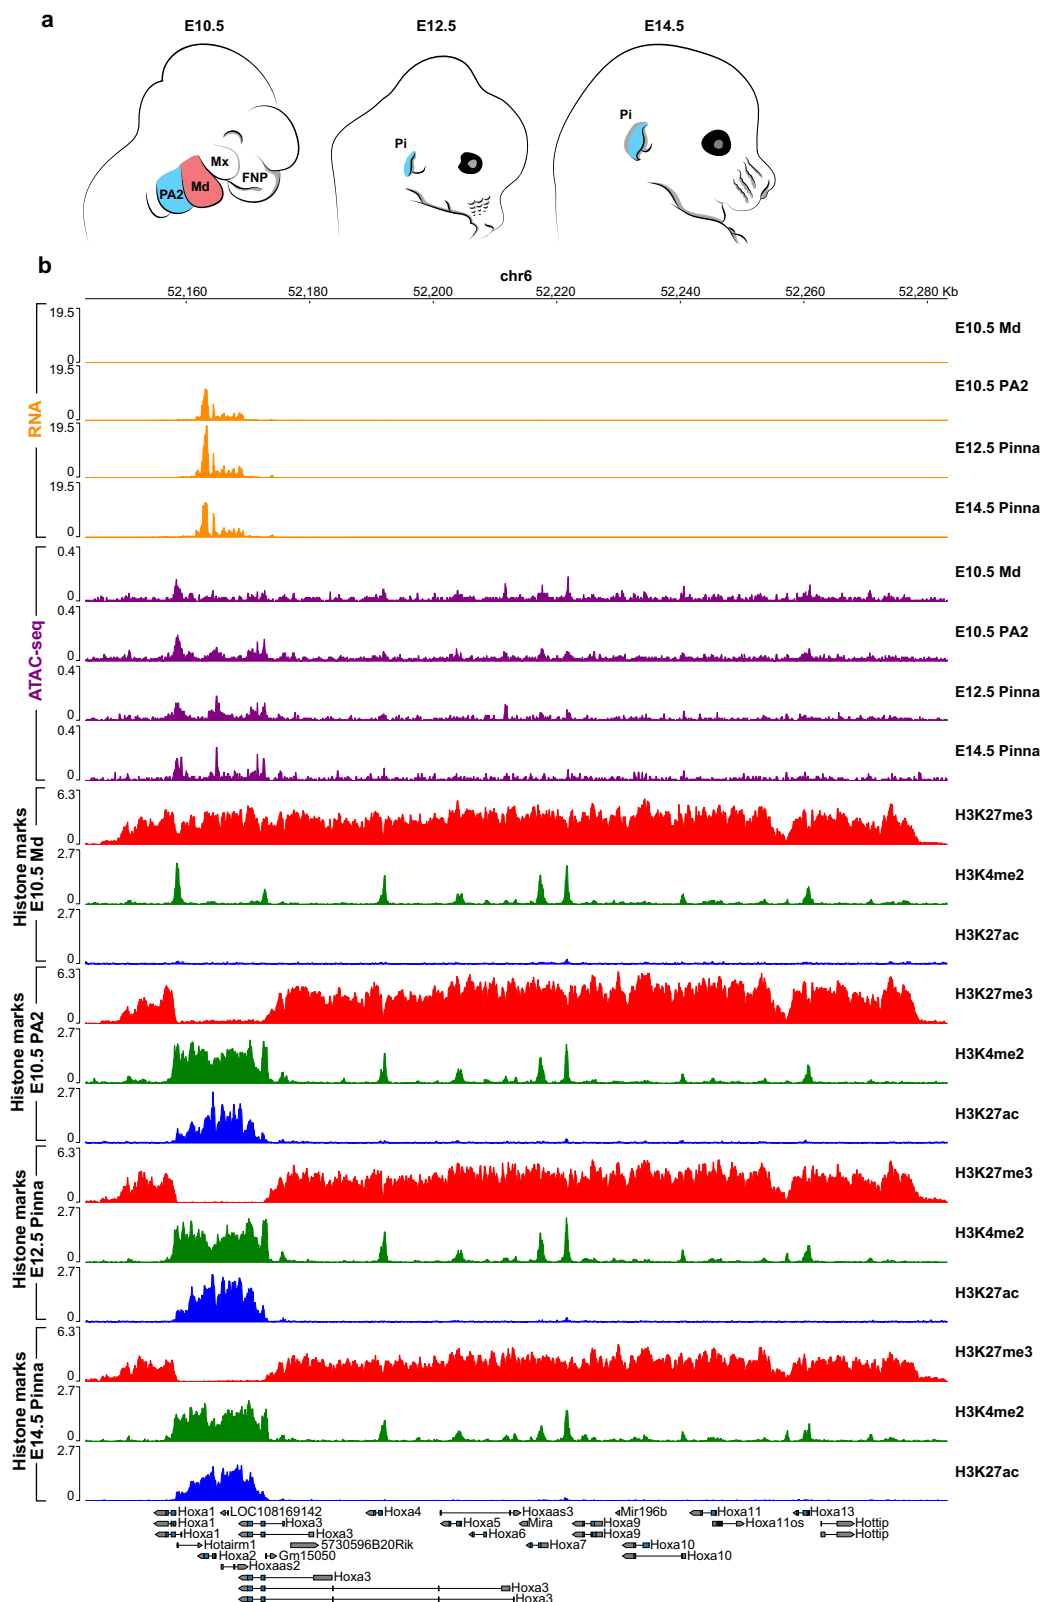 a
E10.5 E12.5 E14.5
PA2 Md Mx FNP
Pi
Pi
b
chr6
52,160 52,180 52,200 52,220 52,240 52,260 52,280 Kb
RNA
19.5 0 E10.5 Md
19.5 0 E10.5 PA2
19.5 0 E12.5 Pinna
19.5 0 E14.5 Pinna
ATAC-seq
0.4 0 E10.5 Md
0.4 0 E10.5 PA2
0.4 0 E12.5 Pinna
0.4 0 E14.5 Pinna
Histone marks
E10.5 Md
6.3 0 H3K27me3
2.7 0 H3K4me2
2.7 0 H3K27ac
Histone marks
E10.5 PA2
6.3 0 H3K27me3
2.7 0 H3K4me2
2.7 0 H3K27ac
Histone marks
E12.5 Pinna
6.3 0 H3K27me3
2.7 0 H3K4me2
2.7 0 H3K27ac
Histone marks
E14.5 Pinna
6.3 0 H3K27me3
2.7 0 H3K4me2
2.7 0 H3K27ac
Hoxa1 LOC108169142 Hoxa4 Hoxaas3 Mir196b Hoxa11 Hoxa13
Hoxa1 Hoxa3 Hoxa5 Mira Hoxa9 Hoxa11os Hottip
Hoxa1 Hoxa3 Hoxa6 Hoxa9 Hottip
Hotairm1 5730596B20Rik Hoxa7 Hoxa10
Hoxa2 Gm15050 Hoxa10
Hoxaas2
Hoxa3
Hoxa3
Hoxa3